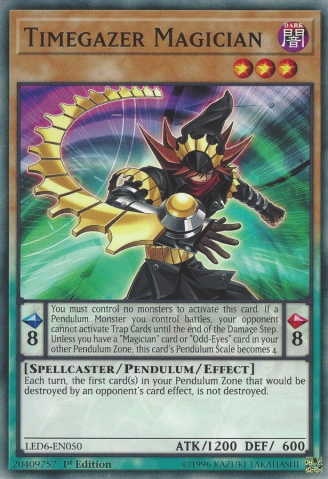 TIMEGAZER MAGICIAN
DARK
闇
You must control no monsters to activate this card. If a
Pendulum Monster you control battles, your opponent
cannot activate Trap Cards until the end of the Damage Step.
Unless you have a "Magician" card or "Odd-Eyes" card in your
other Pendulum Zone, this card's Pendulum Scale becomes 4.
8
8
[SPELLCASTER/PENDULUM/EFFECT]
Each turn, the first card(s) in your Pendulum Zone that would be
destroyed by an opponent's card effect, is not destroyed.
LED6-EN050
ATK/1200 DEF/ 600
20409757 1st Edition
©1996 KAZUKI TAKAHASHI